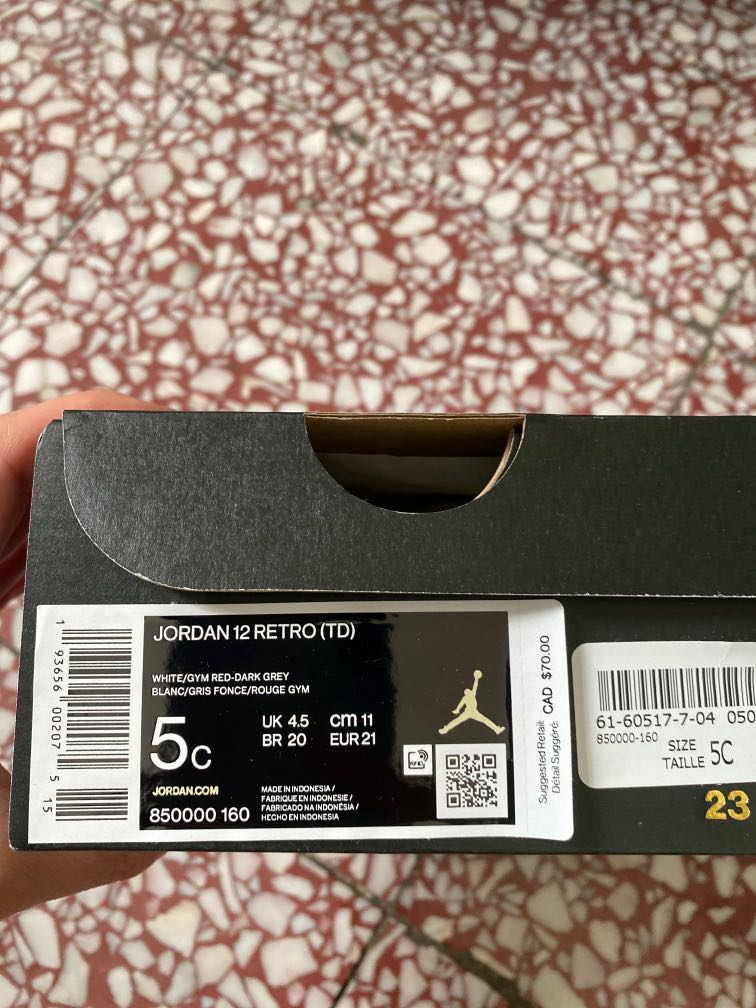 JORDAN 12 RETRO (TD)
WHITE/GYM RED-DARK GREY
BLANC/GRIS FONCE/ROUGE GYM
5C
UK 4.5 cm 11
BR 20 EUR 21
RFID
JORDAN.COM
850000 160
MADE IN INDONESIA /
FABRIQUE EN INDONESIE /
FABRICADO NA INDONÉSIA /
HECHO EN INDONESIA
1 93656 00207 5 15
Suggested Retail: CAD $70.00
Détail Suggéré:
61-60517-7-04 050
850000-160
SIZE
TAILLE 5C
23